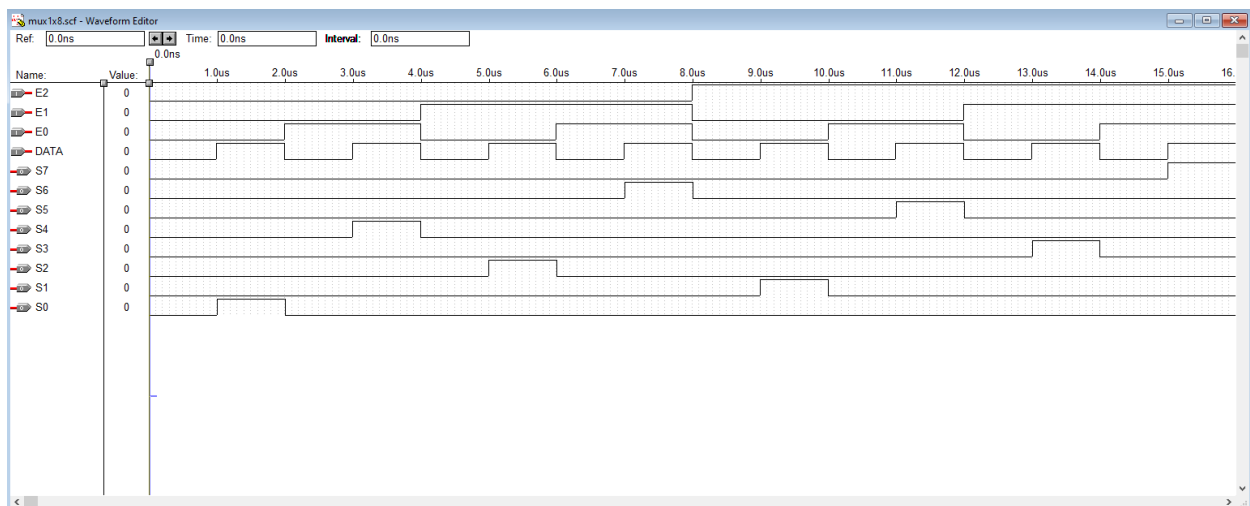 mux1x8.scf - Waveform Editor
Ref: 0.0ns Time: 0.0ns Interval: 0.0ns
0.0ns
Name: Value: 1.0us 2.0us 3.0us 4.0us 5.0us 6.0us 7.0us 8.0us 9.0us 10.0us 11.0us 12.0us 13.0us 14.0us 15.0us 16.
E2 0
E1 0
E0 0
DATA 0
S7 0
S6 0
S5 0
S4 0
S3 0
S2 0
S1 0
S0 0